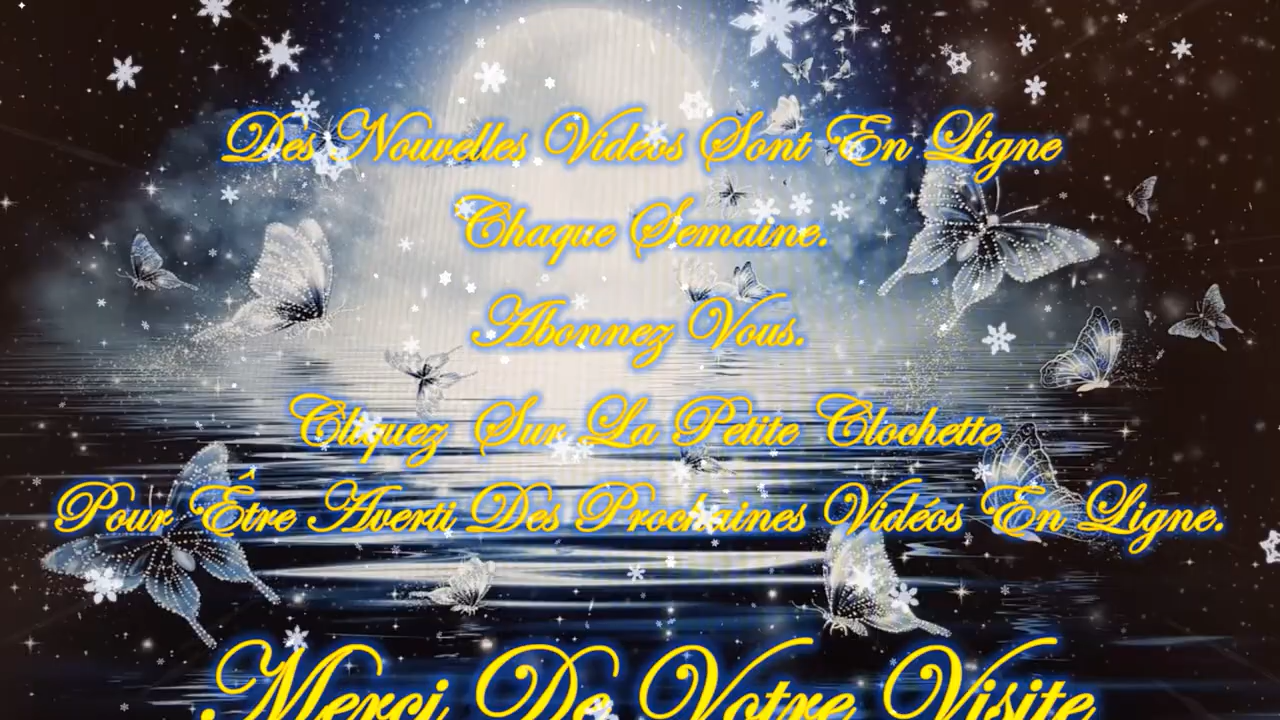 Des Nouvelles Videos Sont En Ligne
Chaque Semaine.
Abonnez Vous.
Cliquez Sur La Petite Clochette
Pour Être Averti Des Prochaines Vidéos En Ligne.
Merci De Votre Visite